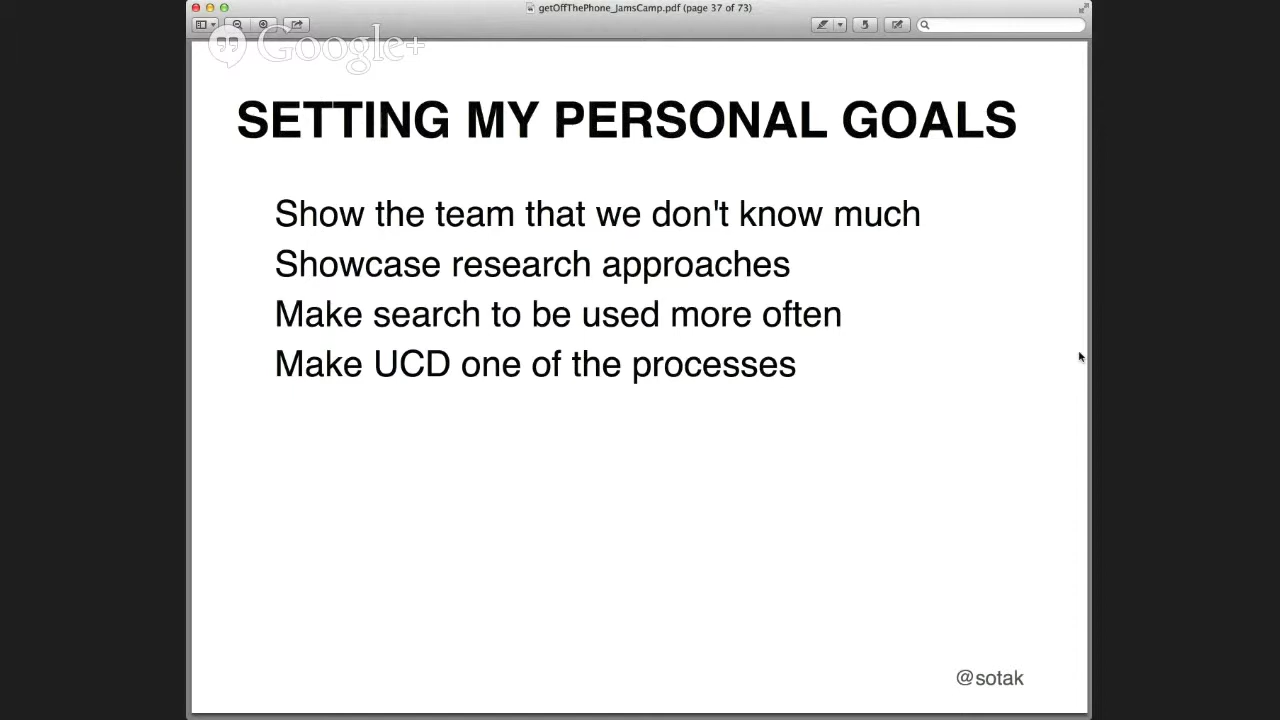 getOffThePhone_JamsCamp.pdf (page 37 of 73)
Google+
SETTING MY PERSONAL GOALS
Show the team that we don't know much
Showcase research approaches
Make search to be used more often
Make UCD one of the processes
@sotak